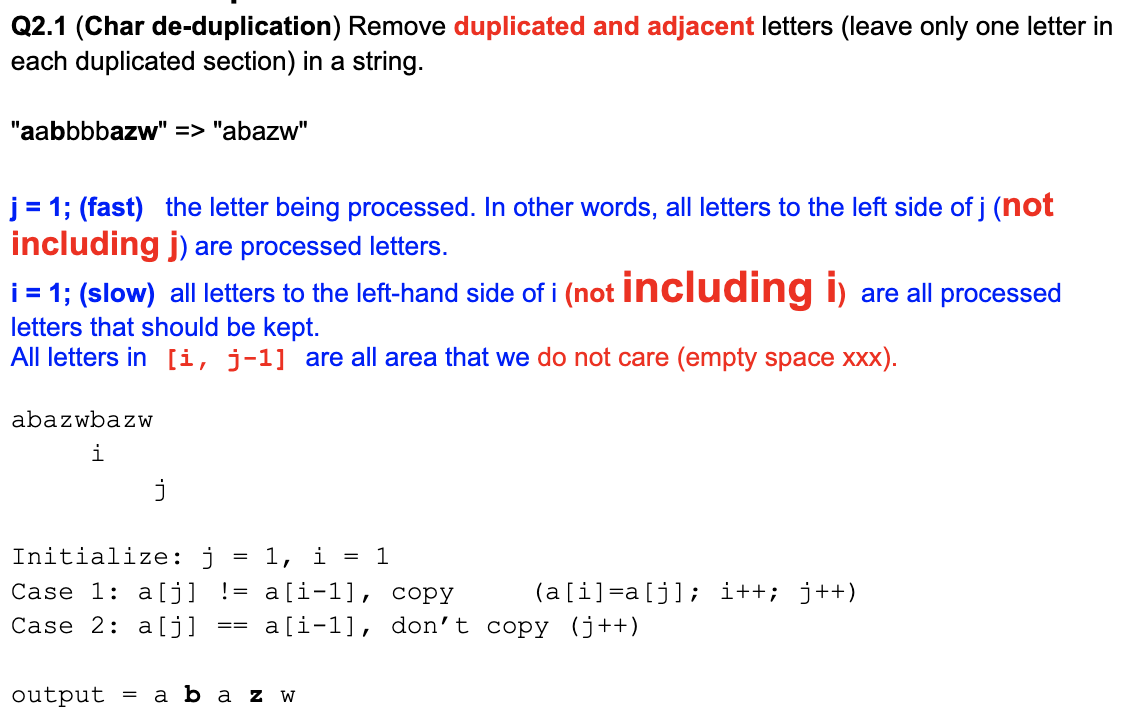 Q2.1 (Char de-duplication) Remove duplicated and adjacent letters (leave only one letter in
each duplicated section) in a string.
"aabbbbazw" => "abazw"
j = 1; (fast) the letter being processed. In other words, all letters to the left side of j (not
including j) are processed letters.
i = 1; (slow) all letters to the left-hand side of i (not including i) are all processed
letters that should be kept.
All letters in [i, j-1] are all area that we do not care (empty space xxx).
abazwbazw
i
j
Initialize: j = 1, i = 1
Case 1: a[j] != a[i-1], copy (a[i]=a[j]; i++; j++)
Case 2: a[j] == a[i-1], don’t copy (j++)
output = a b a z w